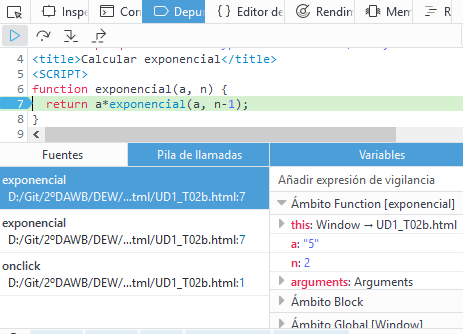 Inspe
Cons
Depu
Editor de
Rendim
Mem
R
4 <title>Calcular exponencial</title>
5 <SCRIPT>
6 function exponencial(a, n) {
7 return a*exponencial(a, n-1);
8 }
9
Fuentes
Pila de llamadas
Variables
exponencial
D:/Git/2ºDAWB/DEW/...tml/UD1_T02b.html:7
exponencial
D:/Git/2ºDAWB/DEW/...tml/UD1_T02b.html:7
onclick
D:/Git/2ºDAWB/DEW/...tml/UD1_T02b.html:1
Añadir expresión de vigilancia
Ámbito Function [exponencial]
this: Window → UD1_T02b.html
a: "5"
n: 2
arguments: Arguments
Ámbito Block
Ámbito Global [Window]